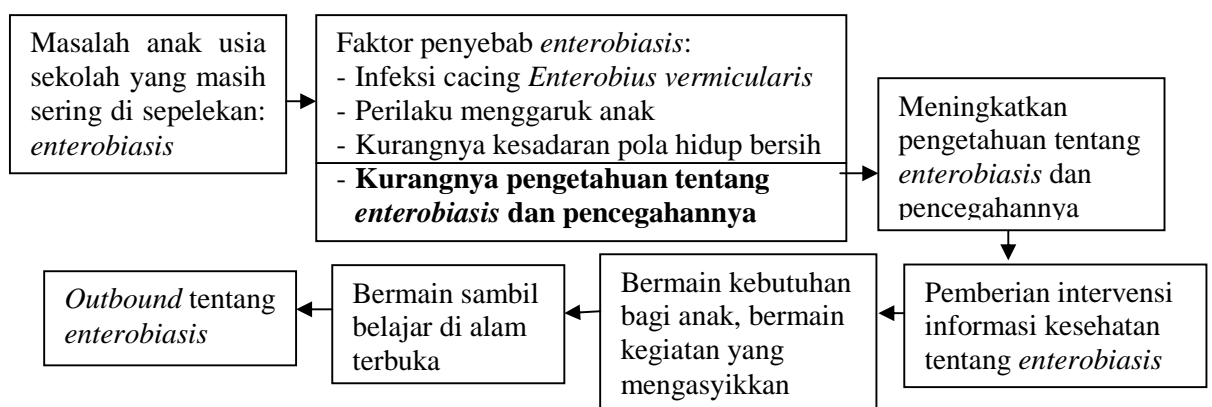 Masalah anak usia
sekolah yang masih
sering di sepelekan:
enterobiasis
Faktor penyebab enterobiasis:
- Infeksi cacing Enterobius vermicularis
- Perilaku menggaruk anak
- Kurangnya kesadaran pola hidup bersih
- Kurangnya pengetahuan tentang
enterobiasis dan pencegahannya
Meningkatkan
pengetahuan tentang
enterobiasis dan
pencegahannya
Pemberian intervensi
informasi kesehatan
tentang enterobiasis
Bermain kebutuhan
bagi anak, bermain
kegiatan yang
mengasyikkan
Bermain sambil
belajar di alam
terbuka
Outbound tentang
enterobiasis